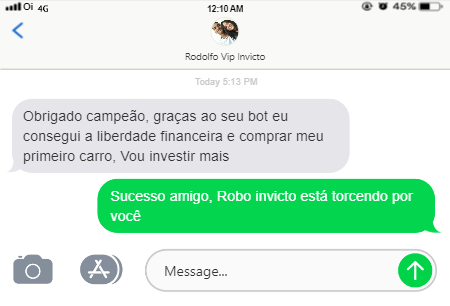 Oi 4G 12:10 AM 45%
Rodolfo Vip Invicto
Today 5:13 PM
Obrigado campeão, graças ao seu bot eu
consegui a liberdade financeira e comprar meu
primeiro carro, Vou investir mais
Sucesso amigo, Robo invicto está torcendo por
você
Message...